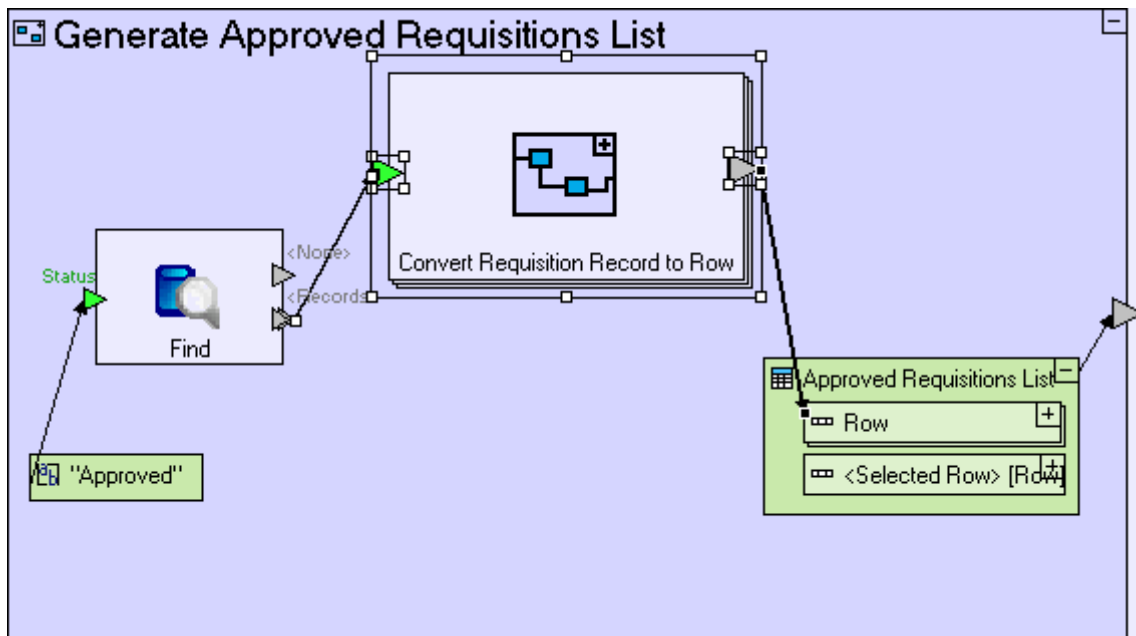 Generate Approved Requisitions List
<None>
Convert Requisition Record to Row
Status
<Records
Find
Approved Requisitions List
Row
"Approved"
<Selected Row> [Row]